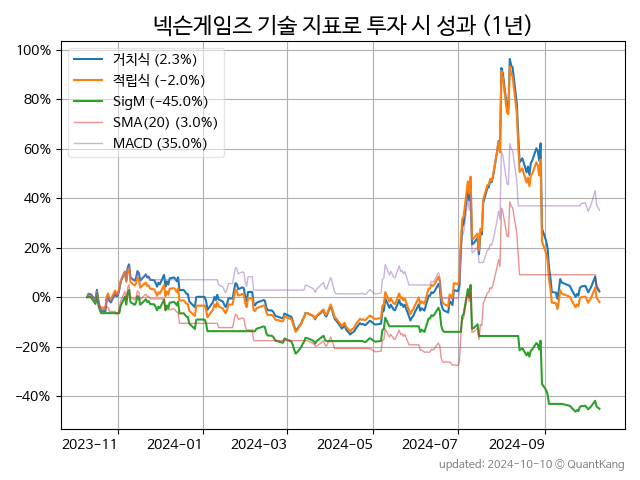 넥슨게임즈 기술 지표로 투자 시 성과 (1년)
100%
80%
60%
40%
20%
0%
−20%
−40%
거치식 (2.3%)
적립식 (-2.0%)
SigM (-45.0%)
SMA(20) (3.0%)
MACD (35.0%)
2023-11
2024-01
2024-03
2024-05
2024-07
2024-09
updated: 2024-10-10 © QuantKang